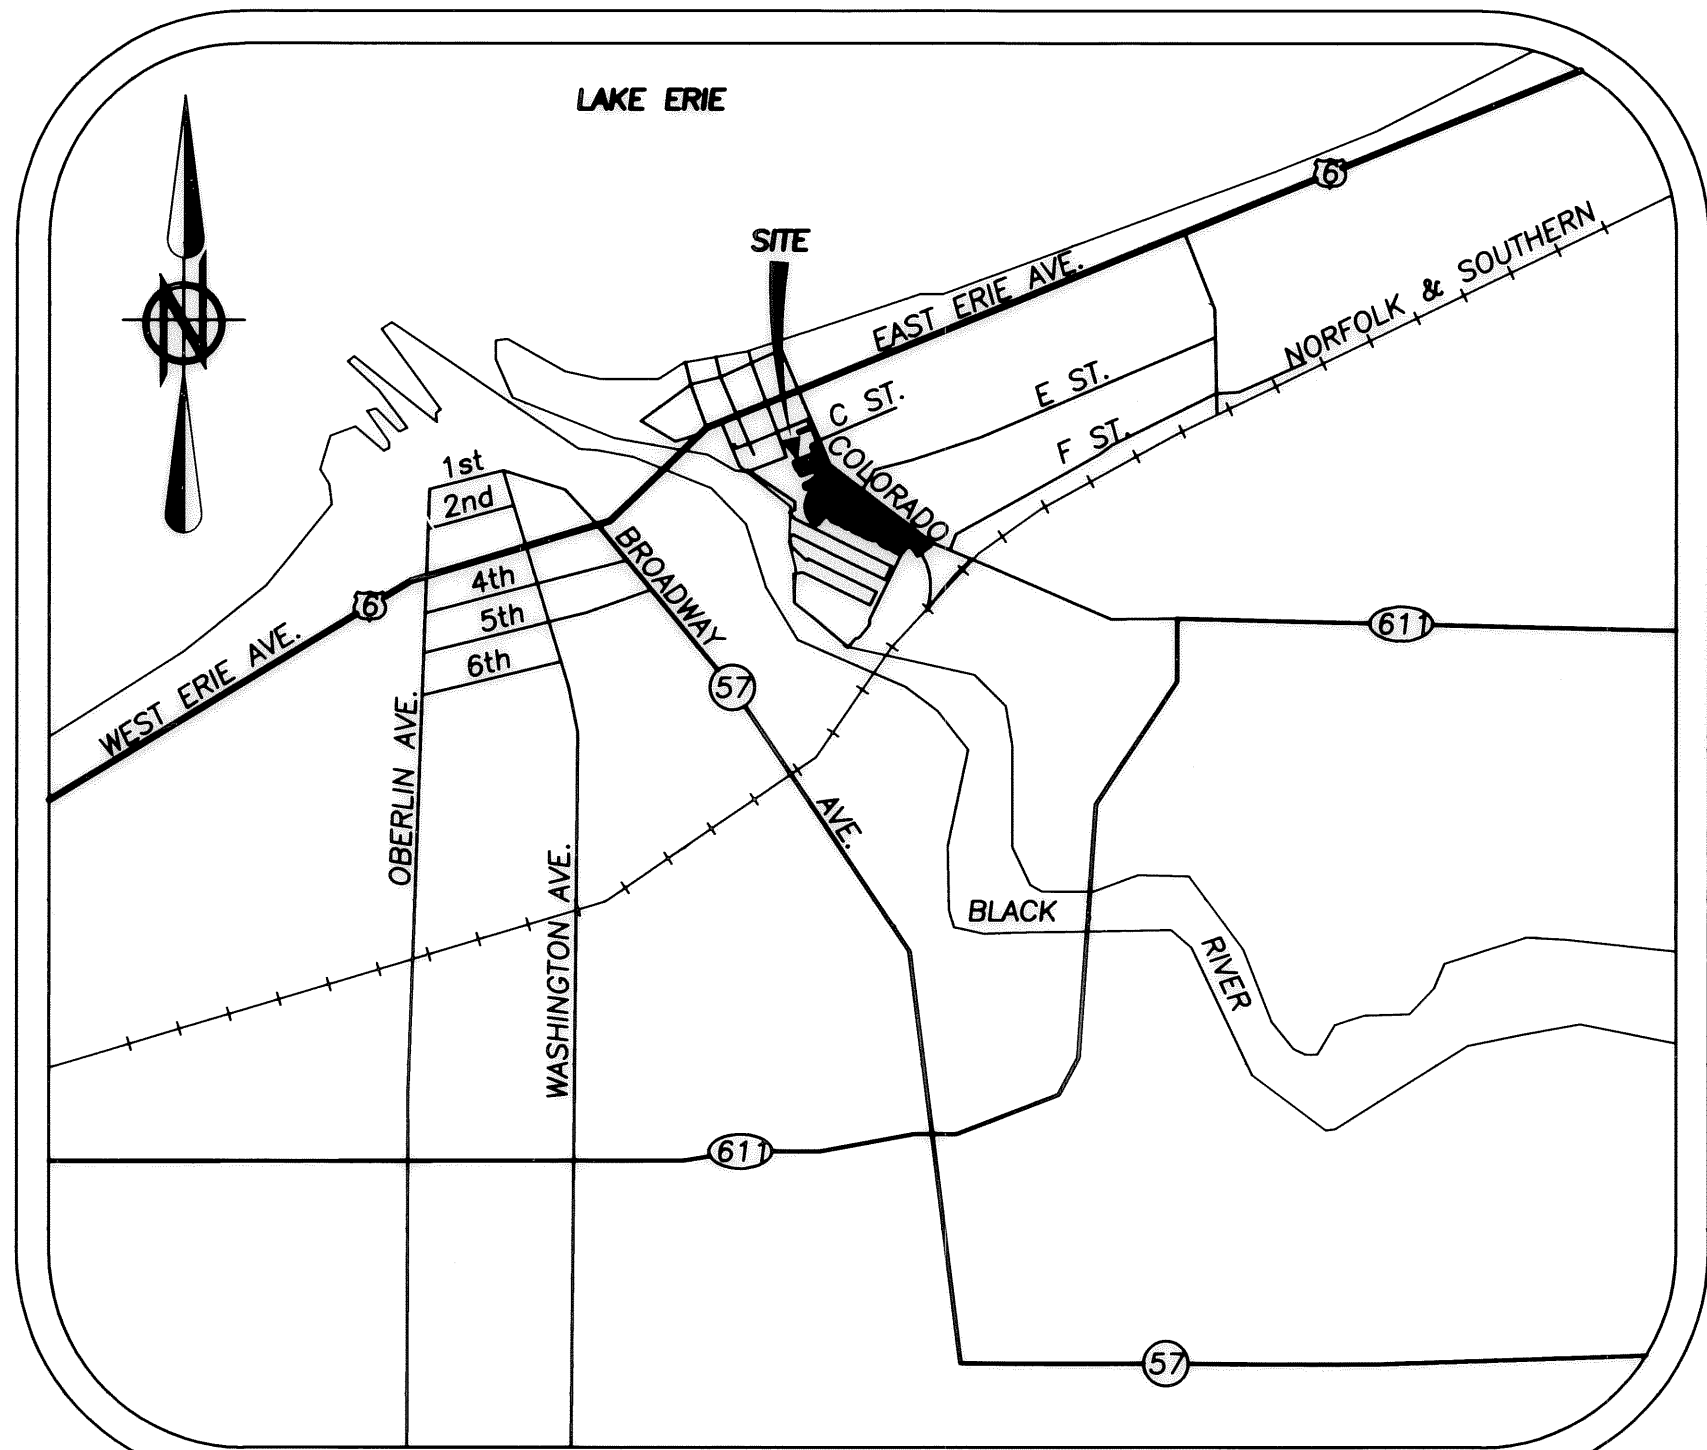 LAKE ERIE
6
SITE
N
EAST ERIE AVE.
NORFOLK & SOUTHERN
C ST.
E ST.
F ST.
COLORADO
1st
2nd
BROADWAY
4th
5th
6th
6
611
WEST ERIE AVE.
57
OBERLIN AVE.
AVE.
WASHINGTON AVE.
BLACK
RIVER
611
57